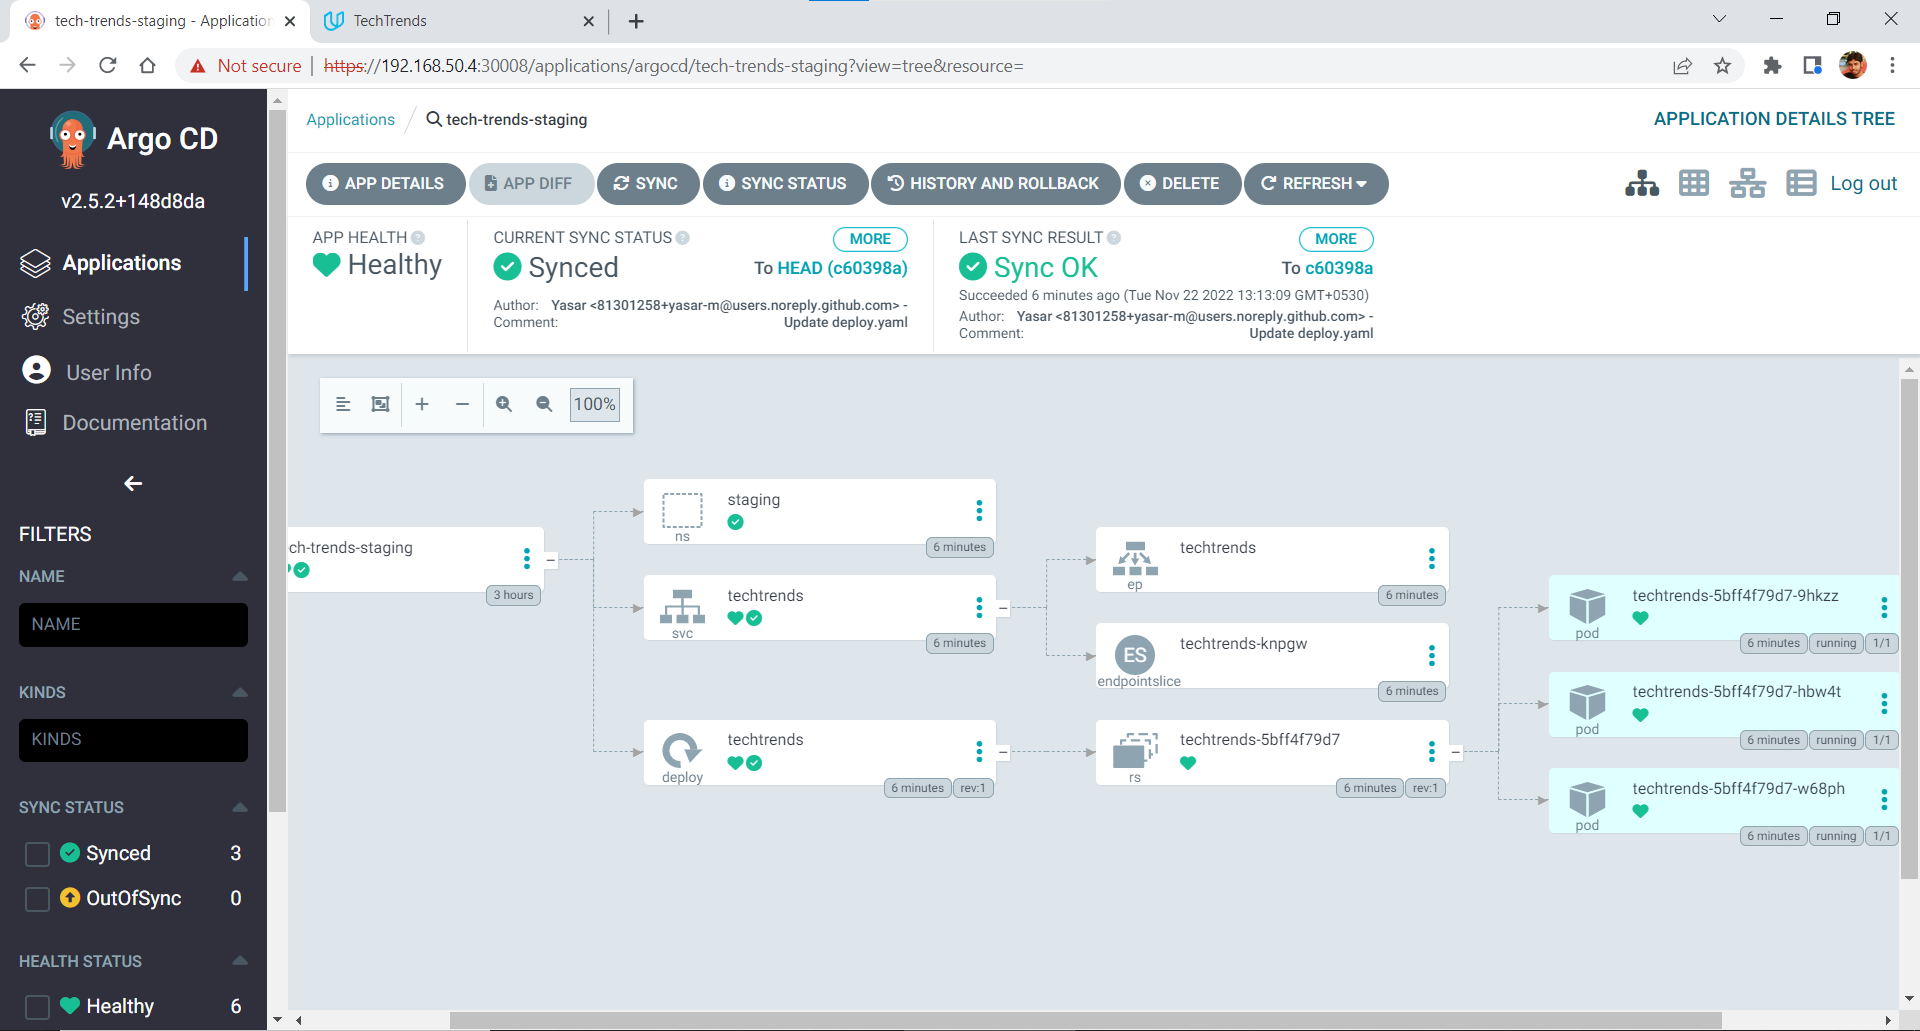 tech-trends-staging - Application
TechTrends
Not secure
https://192.168.50.4:30008/applications/argocd/tech-trends-staging?view=tree&resource=
Argo CD
v2.5.2+148d8da
Applications
Settings
User Info
Documentation
FILTERS
NAME
NAME
KINDS
KINDS
SYNC STATUS
Synced 3
OutOfSync 0
HEALTH STATUS
Healthy 6
Applications / tech-trends-staging
APPLICATION DETAILS TREE
APP DETAILS
APP DIFF
SYNC
SYNC STATUS
HISTORY AND ROLLBACK
DELETE
REFRESH
Log out
APP HEALTH
Healthy
CURRENT SYNC STATUS
MORE
Synced
To HEAD (c60398a)
Author: Yasar <81301258+yasar-m@users.noreply.github.com> -
Comment: Update deploy.yaml
LAST SYNC RESULT
MORE
Sync OK
To c60398a
Succeeded 6 minutes ago (Tue Nov 22 2022 13:13:09 GMT+0530)
Author: Yasar <81301258+yasar-m@users.noreply.github.com> -
Comment: Update deploy.yaml
100%
ch-trends-staging
3 hours
staging
ns
6 minutes
techtrends
svc
6 minutes
techtrends
deploy
6 minutes rev:1
techtrends
ep
6 minutes
ES
techtrends-knpgw
endpointslice
6 minutes
techtrends-5bff4f79d7
rs
6 minutes rev:1
techtrends-5bff4f79d7-9hkzz
pod
6 minutes running 1/1
techtrends-5bff4f79d7-hbw4t
pod
6 minutes running 1/1
techtrends-5bff4f79d7-w68ph
pod
6 minutes running 1/1